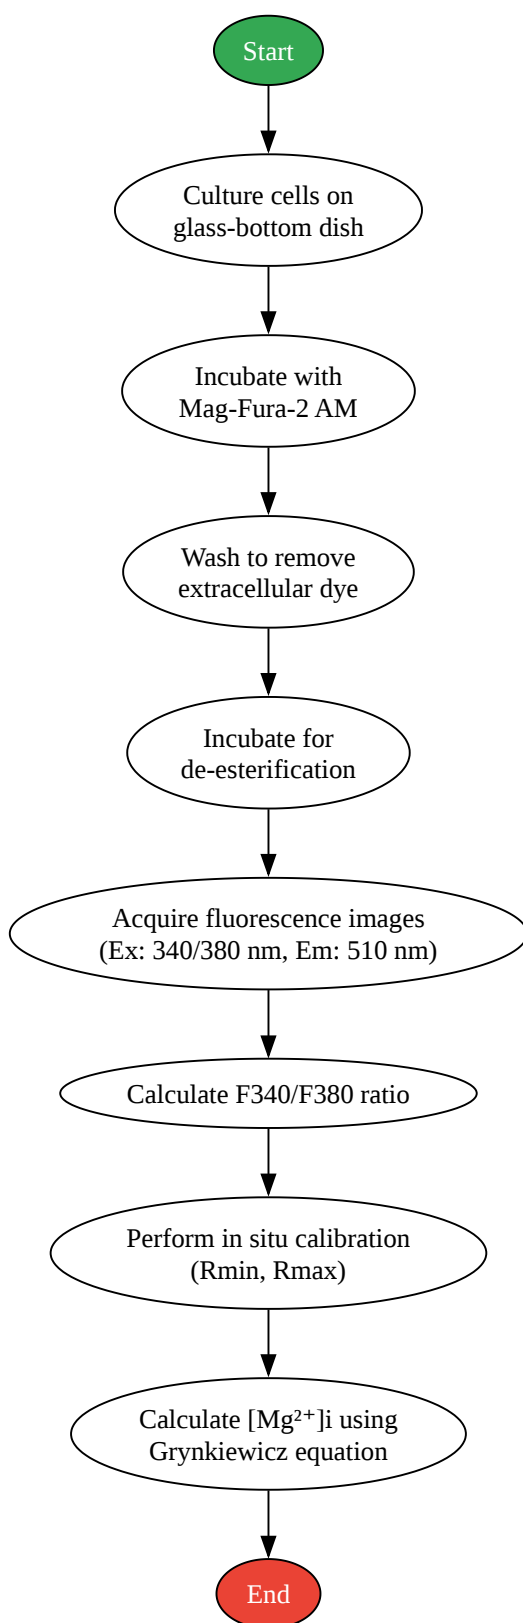 Start
Culture cells on
glass-bottom dish
Incubate with
Mag-Fura-2 AM
Wash to remove
extracellular dye
Incubate for
de-esterification
Acquire fluorescence images
(Ex: 340/380 nm, Em: 510 nm)
Calculate F340/F380 ratio
Perform in situ calibration
(Rmin, Rmax)
Calculate [Mg²⁺]i using
Grynkiewicz equation
End